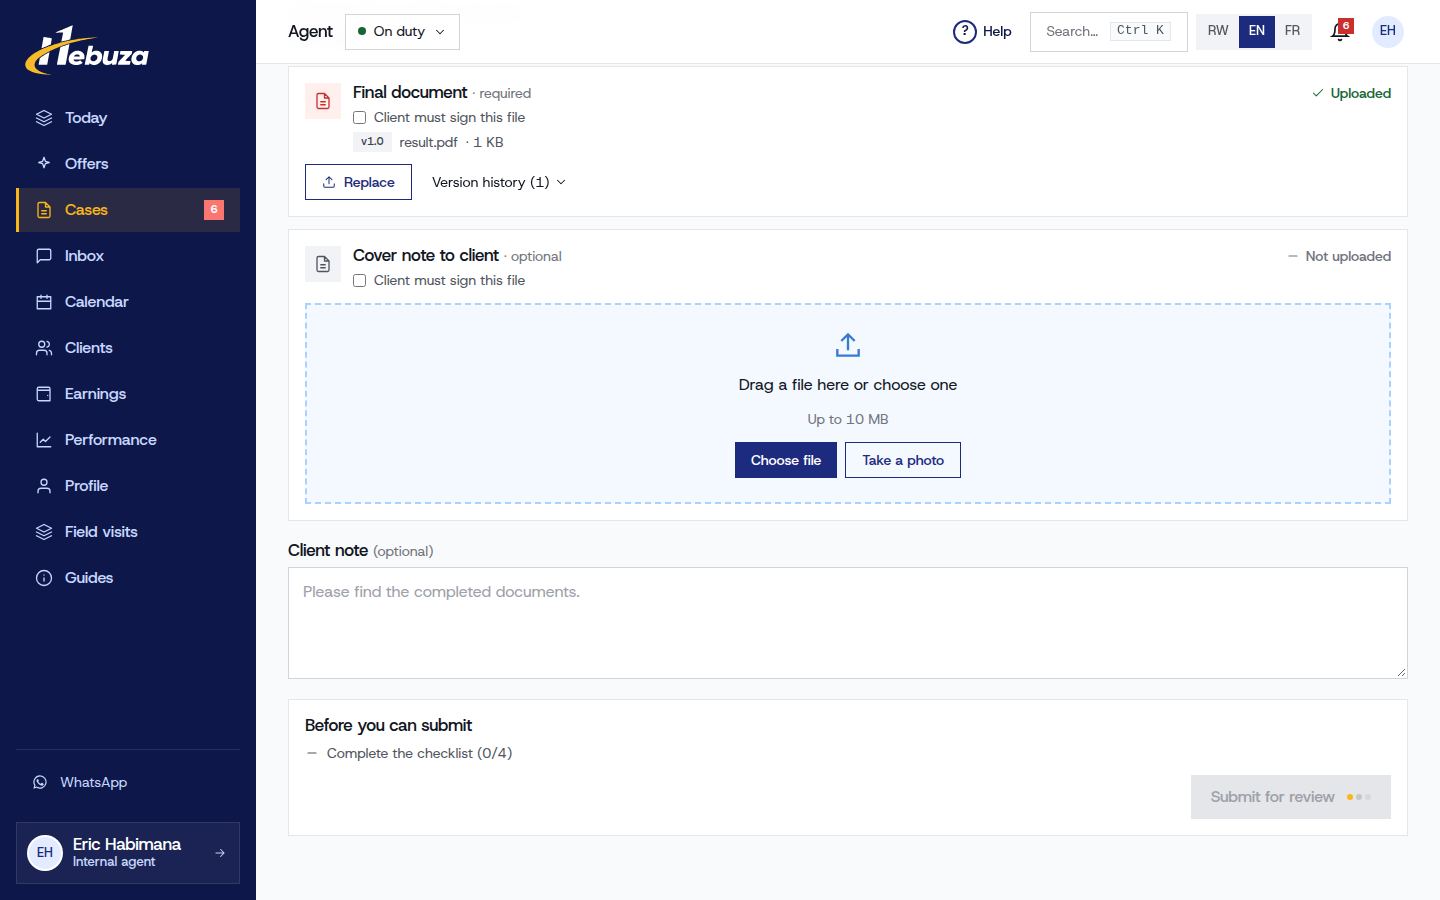 Hebuza
Today
Offers
Cases 6
Inbox
Calendar
Clients
Earnings
Performance
Profile
Field visits
Guides
WhatsApp
EH Eric Habimana
Internal agent
Agent On duty Help Search... Ctrl K RW EN FR 6 EH
Final document · required Uploaded
Client must sign this file
v1.0 result.pdf · 1 KB
Replace Version history (1)
Cover note to client · optional Not uploaded
Client must sign this file
Drag a file here or choose one
Up to 10 MB
Choose file Take a photo
Client note (optional)
Please find the completed documents.
Before you can submit
Complete the checklist (0/4)
Submit for review